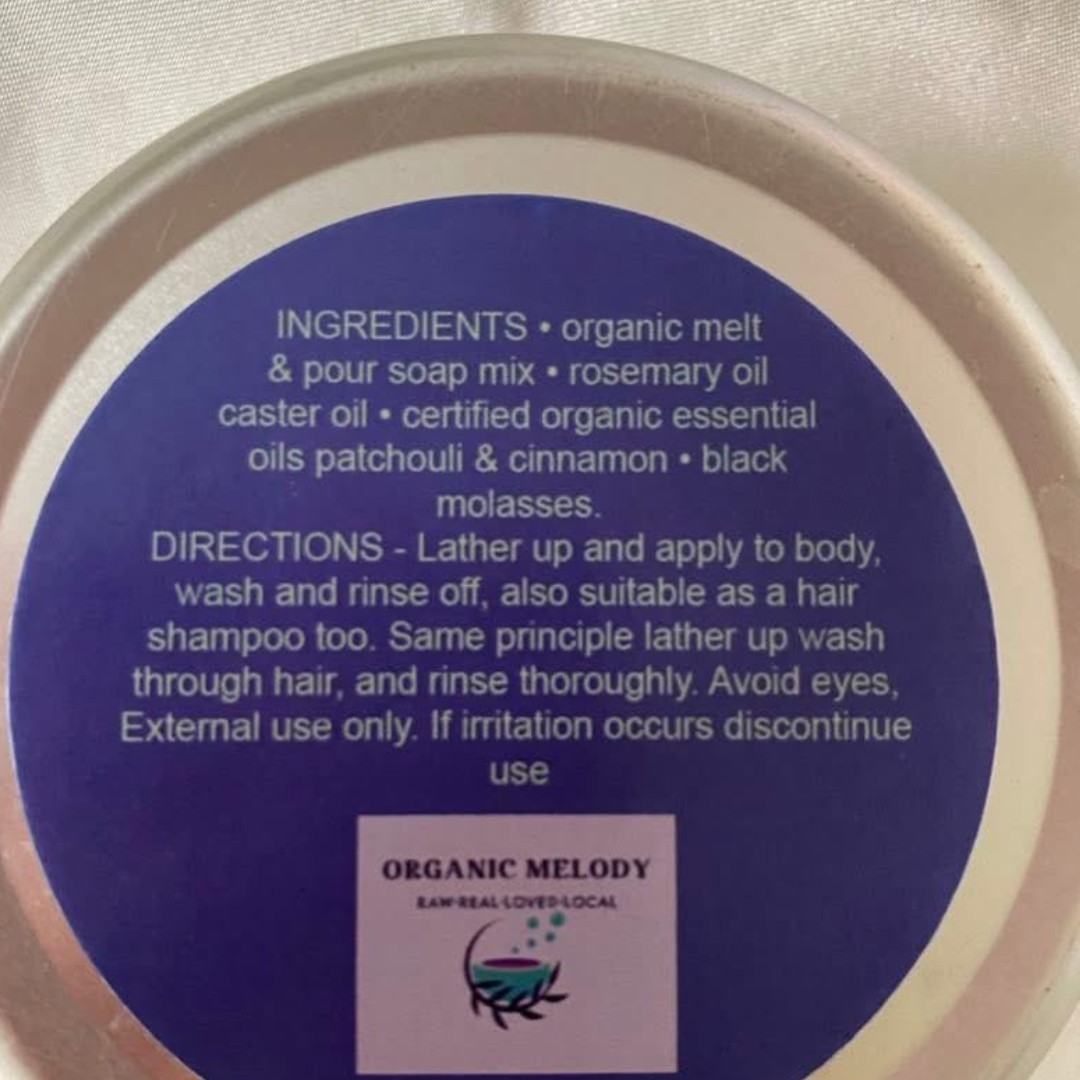 INGREDIENTS • organic melt
& pour soap mix • rosemary oil
caster oil • certified organic essential
oils patchouli & cinnamon • black
molasses.
DIRECTIONS - Lather up and apply to body,
wash and rinse off, also suitable as a hair
shampoo too. Same principle lather up wash
through hair, and rinse thoroughly. Avoid eyes,
External use only. If irritation occurs discontinue
use
ORGANIC MELODY
RAW·REAL·LOVED·LOCAL